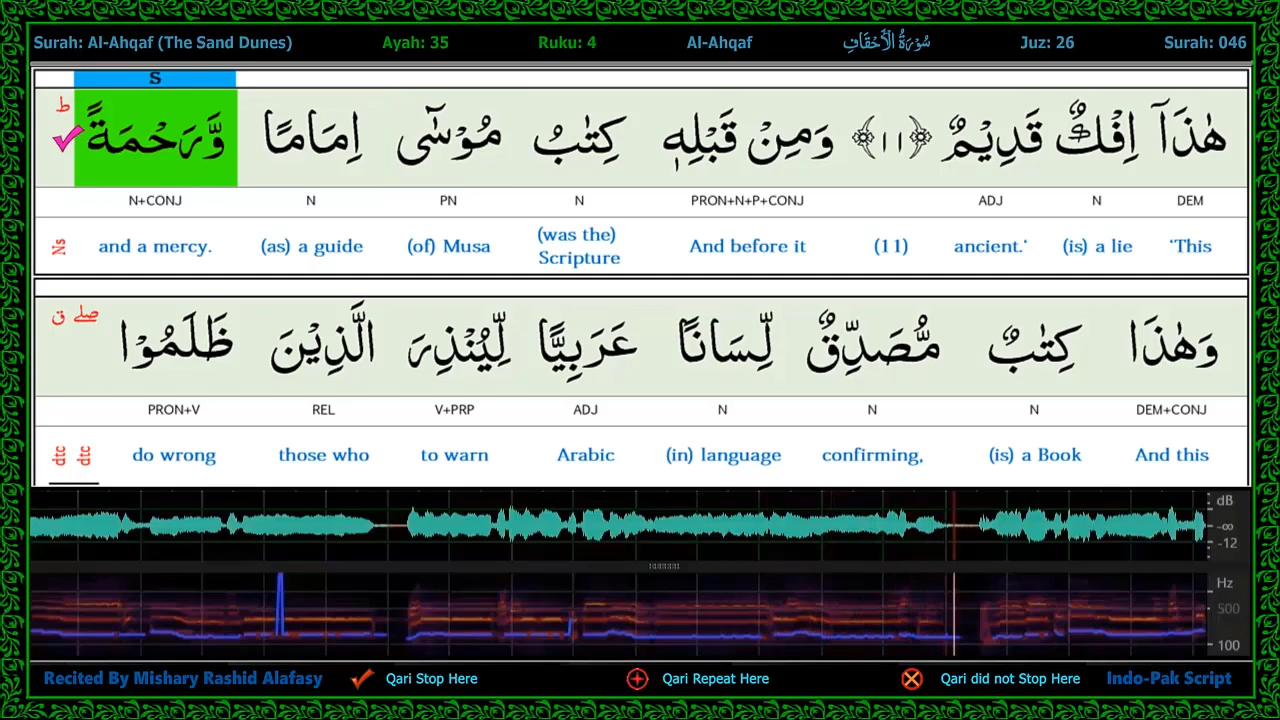 Surah: Al-Ahqaf (The Sand Dunes) Ayah: 35 Ruku: 4 Al-Ahqaf سُوْرَةُ الْاَحْقَافِ Juz: 26 Surah: 046
S
هٰذَاۤ اِفْكٌ قَدِيْمٌ ﴿۱۱﴾ وَمِنْ قَبْلِهٖ كِتٰبُ مُوْسٰٓى اِمَامًا وَّرَحْمَةً ؕ
DEM N ADJ PRON+N+P+CONJ N PN N N+CONJ
‘This (is) a lie ancient.‘ (11) And before it (was the) Scripture (of) Musa (as) a guide and a mercy. Ns
وَهٰذَا كِتٰبٌ مُّصَدِّقٌ لِّسَانًا عَرَبِيًّا لِّيُنْذِرَ الَّذِيْنَ ظَلَمُوْا ۖ ق
DEM+CONJ N N N ADJ V+PRP REL PRON+V
And this (is) a Book confirming, (in) language Arabic to warn those who do wrong dtc dtc
dB
-∞
-12
Hz
500
100
Recited By Mishary Rashid Alafasy Qari Stop Here Qari Repeat Here Qari did not Stop Here Indo-Pak Script